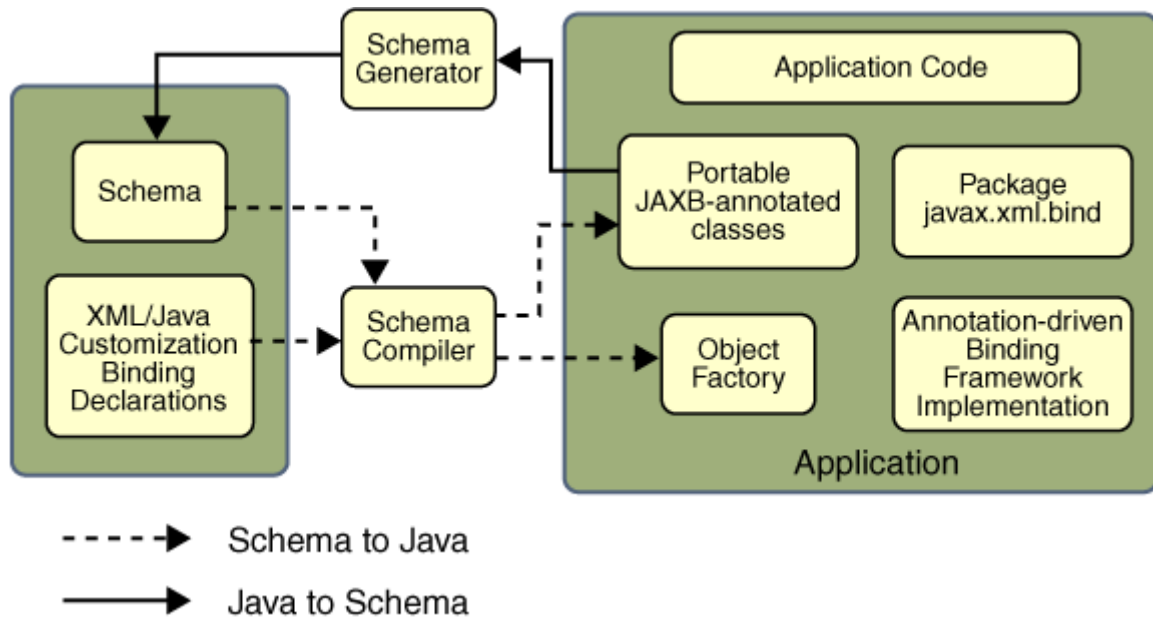 Schema
Generator
Application Code
Schema
Portable
JAXB-annotated
classes
Package
javax.xml.bind
XML/Java
Customization
Binding
Declarations
Schema
Compiler
Object
Factory
Annotation-driven
Binding
Framework
Implementation
Application
Schema to Java
Java to Schema